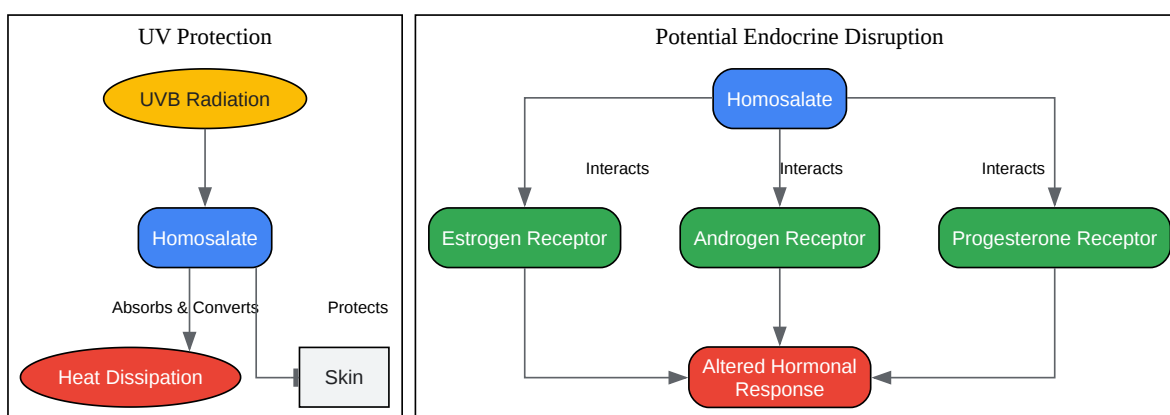 UV Protection
UVB Radiation
Homosalate
Absorbs & Converts
Protects
Heat Dissipation
Skin
Potential Endocrine Disruption
Homosalate
Interacts
Interacts
Interacts
Estrogen Receptor
Androgen Receptor
Progesterone Receptor
Altered Hormonal
Response